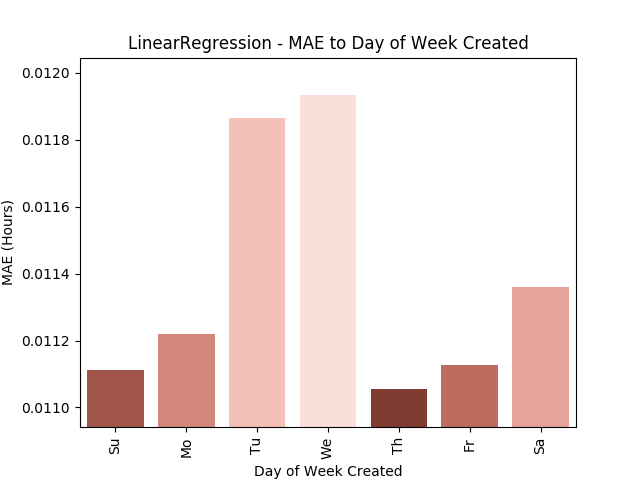 LinearRegression - MAE to Day of Week Created
MAE (Hours)
0.0120
0.0118
0.0116
0.0114
0.0112
0.0110
Su
Mo
Tu
We
Th
Fr
Sa
Day of Week Created